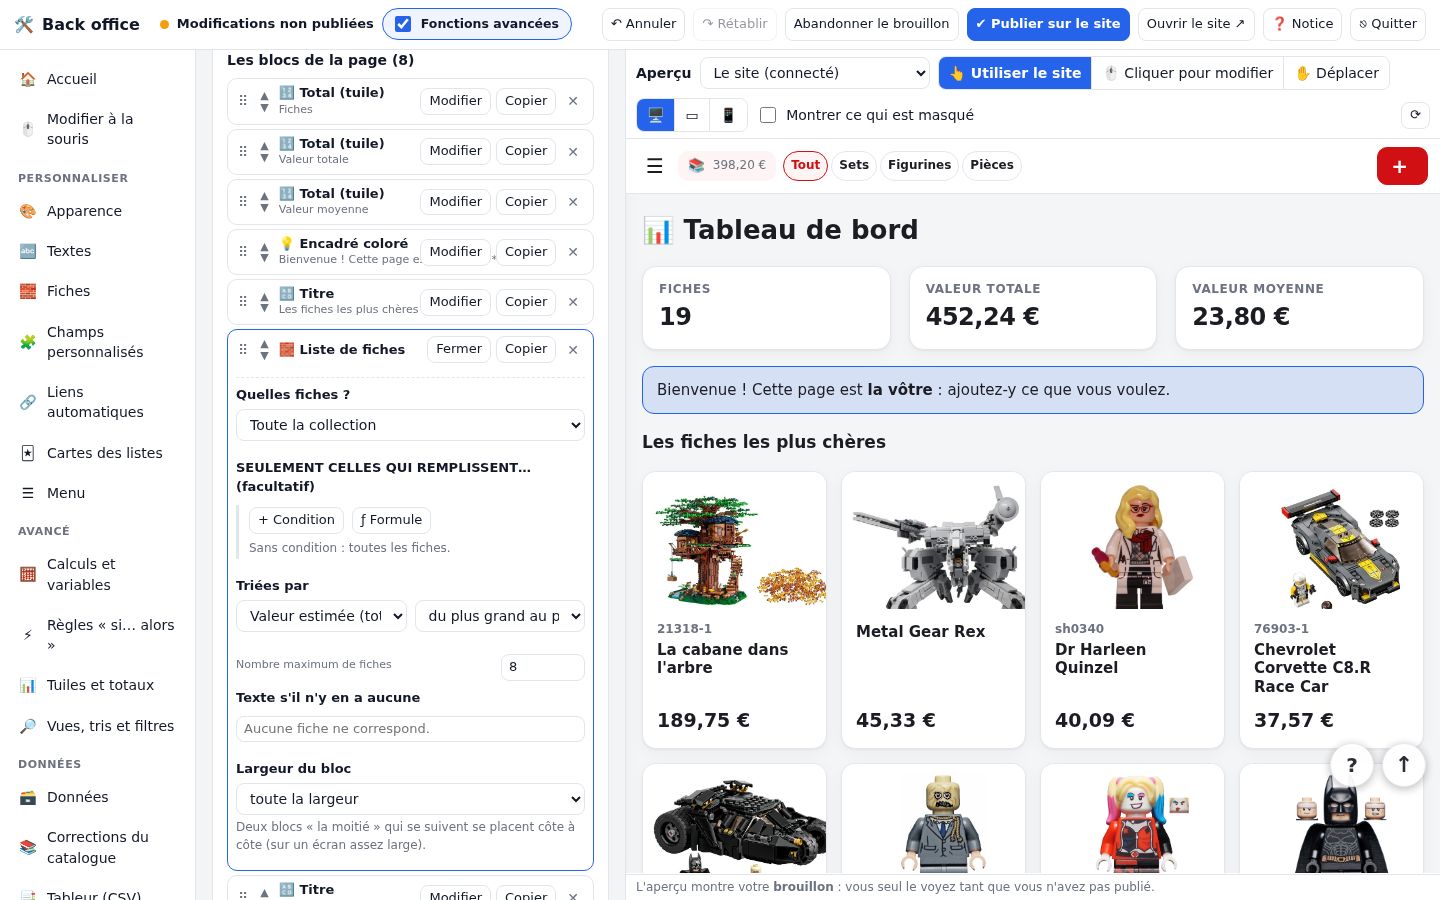 Back office
Modifications non publiées
Fonctions avancées
↶ Annuler
↷ Rétablir
Abandonner le brouillon
✔ Publier sur le site
Ouvrir le site ↗
❓ Notice
Quitter
Accueil
Modifier à la
souris
PERSONNALISER
Apparence
Textes
Fiches
Champs
personnalisés
Liens
automatiques
Cartes des listes
Menu
AVANCÉ
Calculs et
variables
Règles « si… alors
»
Tuiles et totaux
Vues, tris et filtres
DONNÉES
Données
Corrections du
catalogue
Tableur (CSV)
Les blocs de la page (8)
Total (tuile)
Fiches
Modifier
Copier
Total (tuile)
Valeur totale
Modifier
Copier
Total (tuile)
Valeur moyenne
Modifier
Copier
Encadré coloré
Bienvenue ! Cette page e
Modifier
Copier
Titre
Les fiches les plus chères
Modifier
Copier
Liste de fiches
Fermer
Copier
Quelles fiches ?
Toute la collection
SEULEMENT CELLES QUI REMPLISSENT…
(facultatif)
+ Condition
ƒ Formule
Sans condition : toutes les fiches.
Triées par
Valeur estimée (tot
du plus grand au p
Nombre maximum de fiches
8
Texte s'il n'y en a aucune
Aucune fiche ne correspond.
Largeur du bloc
toute la largeur
Deux blocs « la moitié » qui se suivent se placent côte à
côte (sur un écran assez large).
Titre
Modifier
Copier
Aperçu
Le site (connecté)
Utiliser le site
Cliquer pour modifier
Déplacer
Montrer ce qui est masqué
398,20 €
Tout
Sets
Figurines
Pièces
+
Tableau de bord
FICHES
19
VALEUR TOTALE
452,24 €
VALEUR MOYENNE
23,80 €
Bienvenue ! Cette page est la vôtre : ajoutez-y ce que vous voulez.
Les fiches les plus chères
21318-1
La cabane dans
l'arbre
189,75 €
Metal Gear Rex
45,33 €
sh0340
Dr Harleen
Quinzel
40,09 €
76903-1
Chevrolet
Corvette C8.R
Race Car
37,57 €
?
↑
L'aperçu montre votre brouillon : vous seul le voyez tant que vous n'avez pas publié.